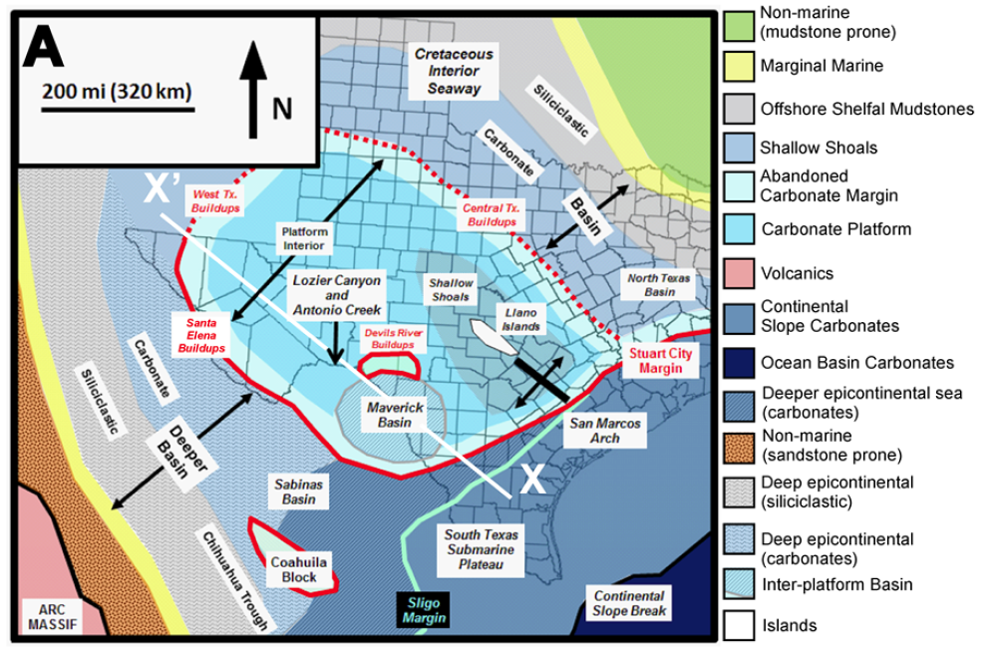 A
200 mi (320 km)
N
Cretaceous
Interior
Seaway
Siliciclastic
Carbonate
Basin
X'
West Tx.
Buildups
Central Tx.
Buildups
Platform
Interior
Lozier Canyon
and
Antonio Creek
Shallow
Shoals
North Texas
Basin
Llano
Islands
Santa
Elena
Buildups
Devils River
Buildups
Stuart City
Margin
Carbonate
Siliciclastic
Maverick
Basin
San Marcos
Arch
Deeper
Basin
X
Sabinas
Basin
South Texas
Submarine
Plateau
Coahuila
Block
Chihuahua Trough
ARC
MASSIF
Sligo
Margin
Continental
Slope Break
Non-marine
(mudstone prone)
Marginal Marine
Offshore Shelfal Mudstones
Shallow Shoals
Abandoned
Carbonate Margin
Carbonate Platform
Volcanics
Continental
Slope Carbonates
Ocean Basin Carbonates
Deeper epicontinental sea
(carbonates)
Non-marine
(sandstone prone)
Deep epicontinental
(siliciclastic)
Deep epicontinental
(carbonates)
Inter-platform Basin
Islands